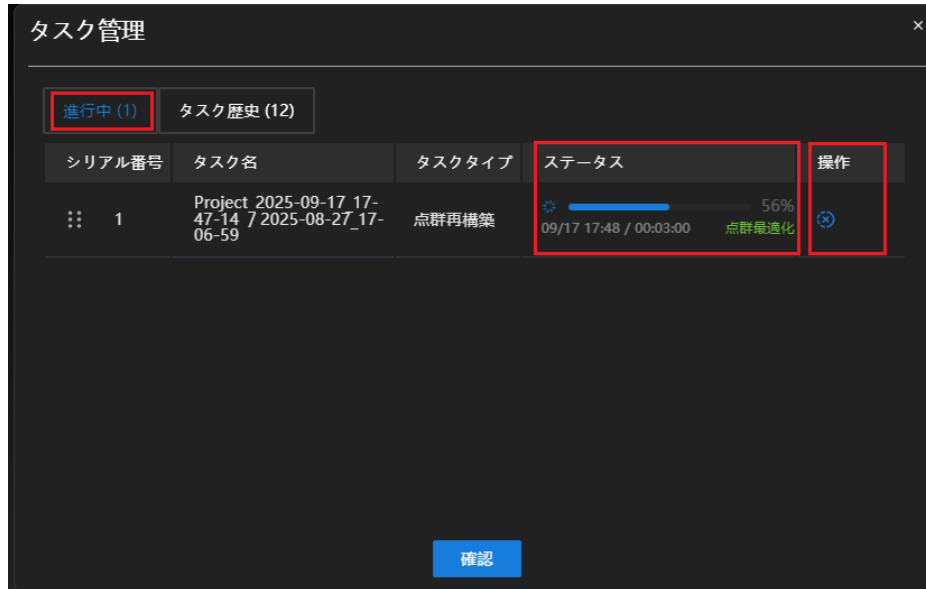 タスク管理
×
進行中 (1)
タスク歴史 (12)
シリアル番号 タスク名 タスクタイプ ステータス 操作
1
Project_2025-09-17_17-
47-14 / 2025-08-27_17-
06-59
点群再構築
56%
09/17 17:48 / 00:03:00 点群最適化
確認